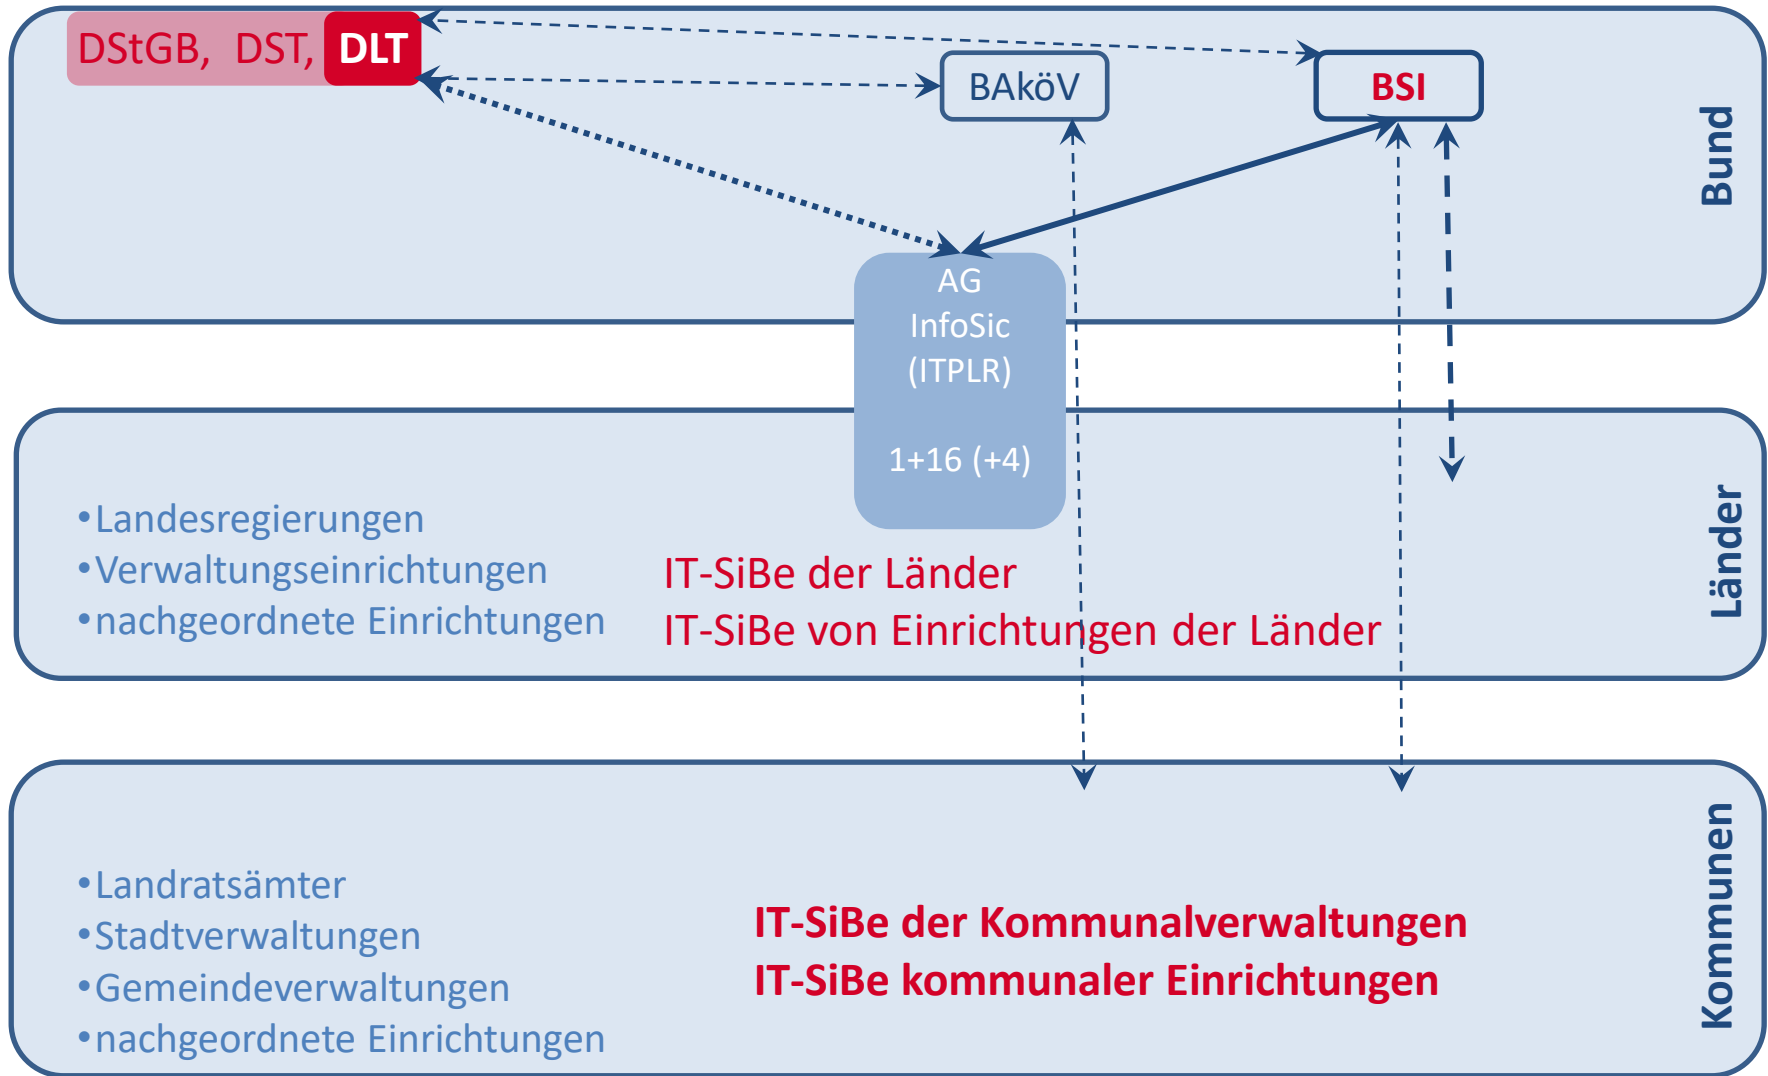 DStGB, DST, DLT
BAköV
BSI
Bund
AG
InfoSic
(ITPLR)
1+16 (+4)
•Landesregierungen
•Verwaltungseinrichtungen
•nachgeordnete Einrichtungen
IT-SiBe der Länder
IT-SiBe von Einrichtungen der Länder
Länder
•Landratsämter
•Stadtverwaltungen
•Gemeindeverwaltungen
•nachgeordnete Einrichtungen
IT-SiBe der Kommunalverwaltungen
IT-SiBe kommunaler Einrichtungen
Kommunen